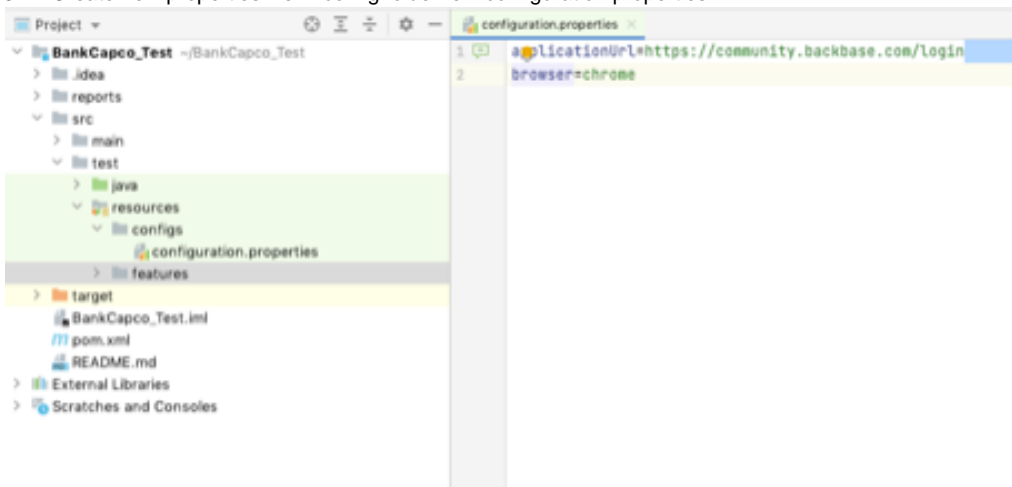 Project
BankCapco_Test ~/BankCapco_Test
.idea
reports
src
main
test
java
resources
configs
configuration.properties
features
target
BankCapco_Test.iml
pom.xml
README.md
External Libraries
Scratches and Consoles
configuration.properties
1 applicationUrl=https://community.backbase.com/login
2 browser=chrome